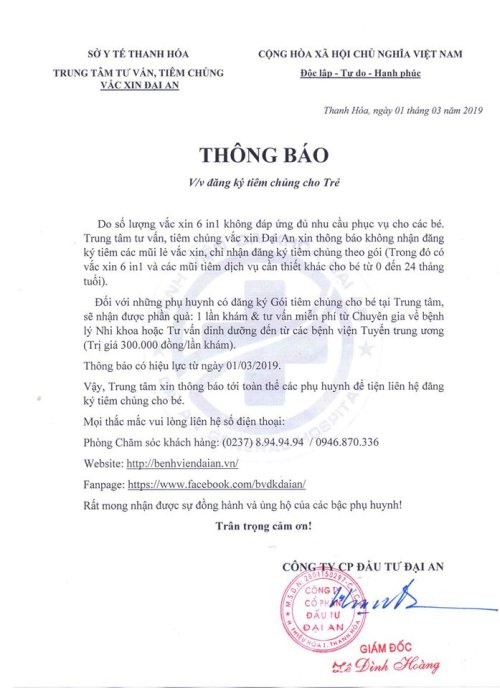 SỞ Y TẾ THANH HÓA
TRUNG TÂM TƯ VẤN, TIÊM CHỦNG
VẮC XIN ĐẠI AN
CỘNG HÒA XÃ HỘI CHỦ NGHĨA VIỆT NAM
Độc lập - Tự do - Hạnh phúc
Thanh Hóa, ngày 01 tháng 03 năm 2019
THÔNG BÁO
V/v đăng ký tiêm chủng cho Trẻ
Do số lượng vắc xin 6 in1 không đáp ứng đủ nhu cầu phục vụ cho các bé.
Trung tâm tư vấn, tiêm chủng vắc xin Đại An xin thông báo không nhận đăng
ký tiêm các mũi lẻ vắc xin, chỉ nhận đăng ký tiêm chủng theo gói (Trong đó có
vắc xin 6 in1 và các mũi tiêm dịch vụ cần thiết khác cho bé từ 0 đến 24 tháng
tuổi).
Đối với những phụ huynh có đăng ký Gói tiêm chủng cho bé tại Trung tâm,
sẽ nhận được phần quà: 1 lần khám & tư vấn miễn phí từ Chuyên gia về bệnh
lý Nhi khoa hoặc Tư vấn dinh dưỡng đến từ các bệnh viện Tuyến trung ương
(Trị giá 300.000 đồng/lần khám).
Thông báo có hiệu lực từ ngày 01/03/2019.
Vậy, Trung tâm xin thông báo tới toàn thể các phụ huynh để tiện liên hệ đăng
ký tiêm chủng cho bé.
Mọi thắc mắc vui lòng liên hệ số điện thoại:
Phòng Chăm sóc khách hàng: (0237) 8.94.94.94 / 0946.870.336
Website: http://benhviendaian.vn/
Fanpage: https://www.facebook.com/bvdkdaian/
Rất mong nhận được sự đồng hành và ủng hộ của các bậc phụ huynh!
Trân trọng cảm ơn!
CÔNG TY CP ĐẦU TƯ ĐẠI AN
CÔNG TY
CỔ PHẦN
ĐẦU TƯ
ĐẠI AN
GIÁM ĐỐC
Lê Đình Hoàng